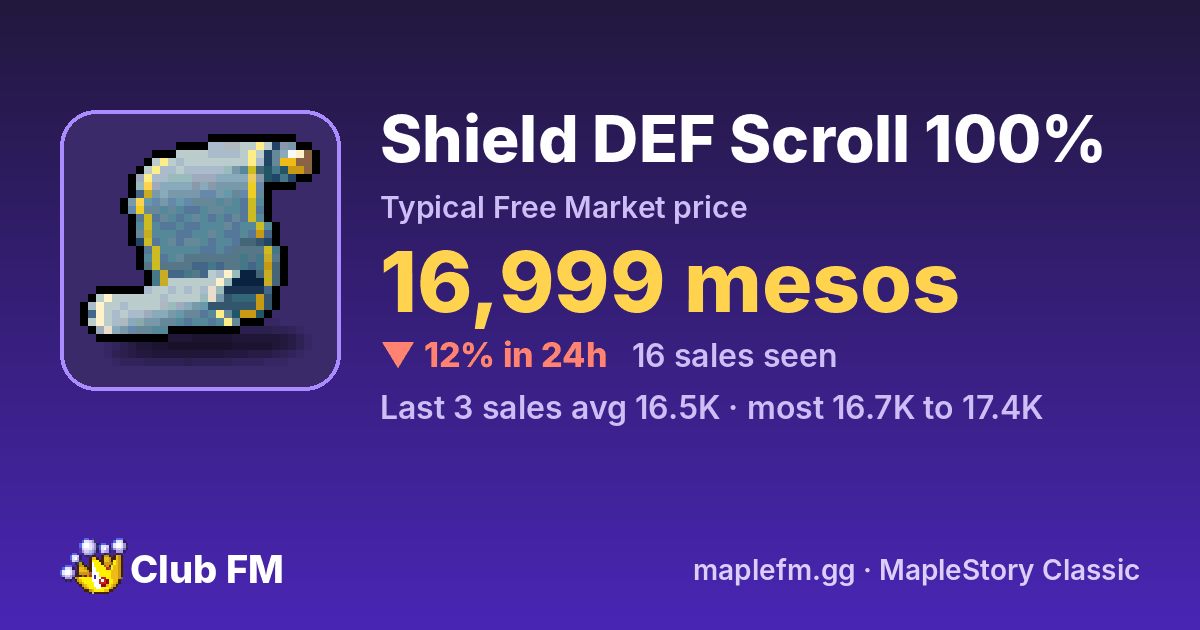 Shield DEF Scroll 100%
Typical Free Market price
16,999 mesos
▼ 12% in 24h 16 sales seen
Last 3 sales avg 16.5K · most 16.7K to 17.4K
Club FM
maplefm.gg · MapleStory Classic